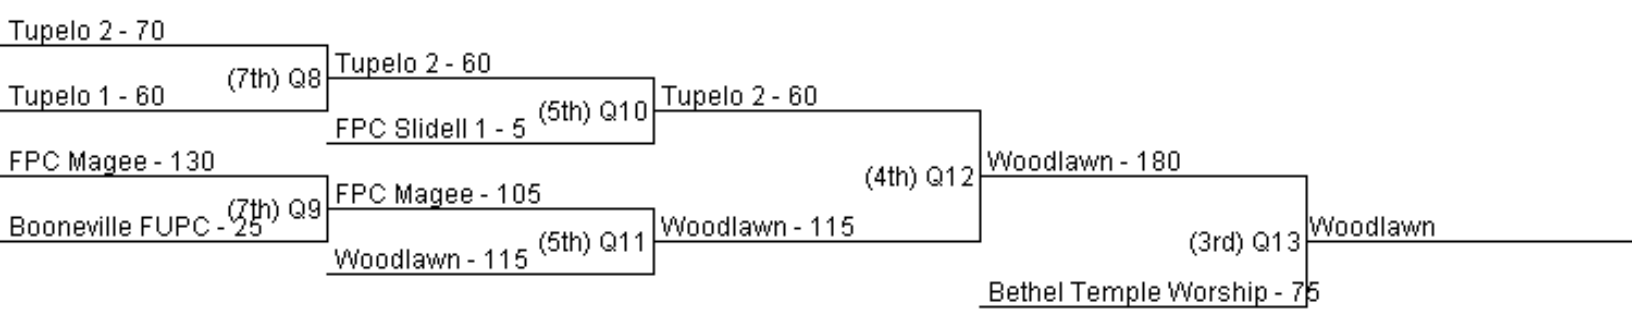 Tupelo 2 - 70
Tupelo 2 - 60
(7th) Q8
Tupelo 1 - 60
Tupelo 2 - 60
(5th) Q10
FPC Slidell 1 - 5
FPC Magee - 130
Woodlawn - 180
(4th) Q12
FPC Magee - 105
(7th) Q9
Booneville FUPC - 25
Woodlawn - 115
Woodlawn
(5th) Q11
(3rd) Q13
Woodlawn - 115
Bethel Temple Worship - 75